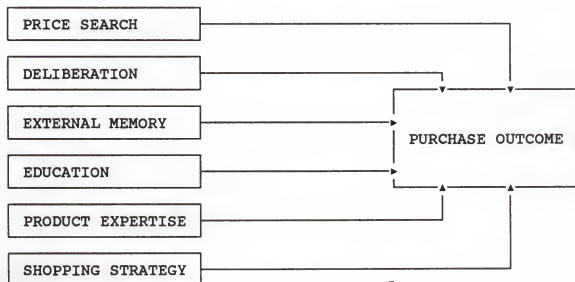 PRICE SEARCH
DELIBERATION
EXTERNAL MEMORY
PURCHASE OUTCOME
EDUCATION
PRODUCT EXPERTISE
SHOPPING STRATEGY